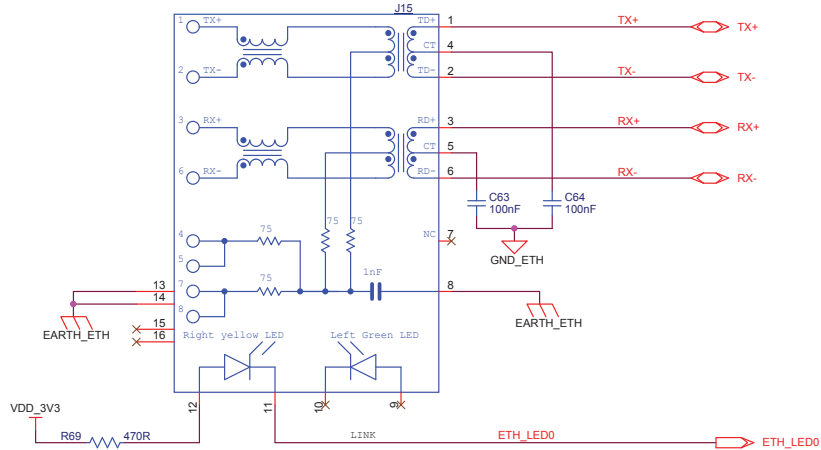 J15
1 TX+ TD+ 1 TX+ TX+
CT 4
2 TX- TD- 2 TX- TX-
3 RX+ RD+ 3 RX+ RX+
CT 5
6 RX- RD- 6 RX- RX-
C63
100nF
C64
100nF
75 75
4 75 NC 7
GND_ETH
5
1nF
13 7 75 8
14
8
EARTH_ETH
EARTH_ETH
15
16
Right yellow LED Left Green LED
12 11 10 9
VDD_3V3
R69 470R LINK ETH_LED0 ETH_LED0